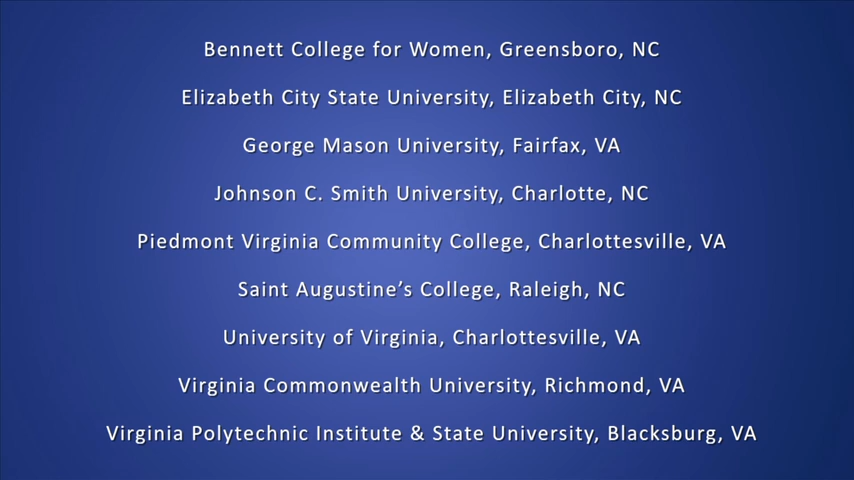 Bennett College for Women, Greensboro, NC
Elizabeth City State University, Elizabeth City, NC
George Mason University, Fairfax, VA
Johnson C. Smith University, Charlotte, NC
Piedmont Virginia Community College, Charlottesville, VA
Saint Augustine’s College, Raleigh, NC
University of Virginia, Charlottesville, VA
Virginia Commonwealth University, Richmond, VA
Virginia Polytechnic Institute & State University, Blacksburg, VA